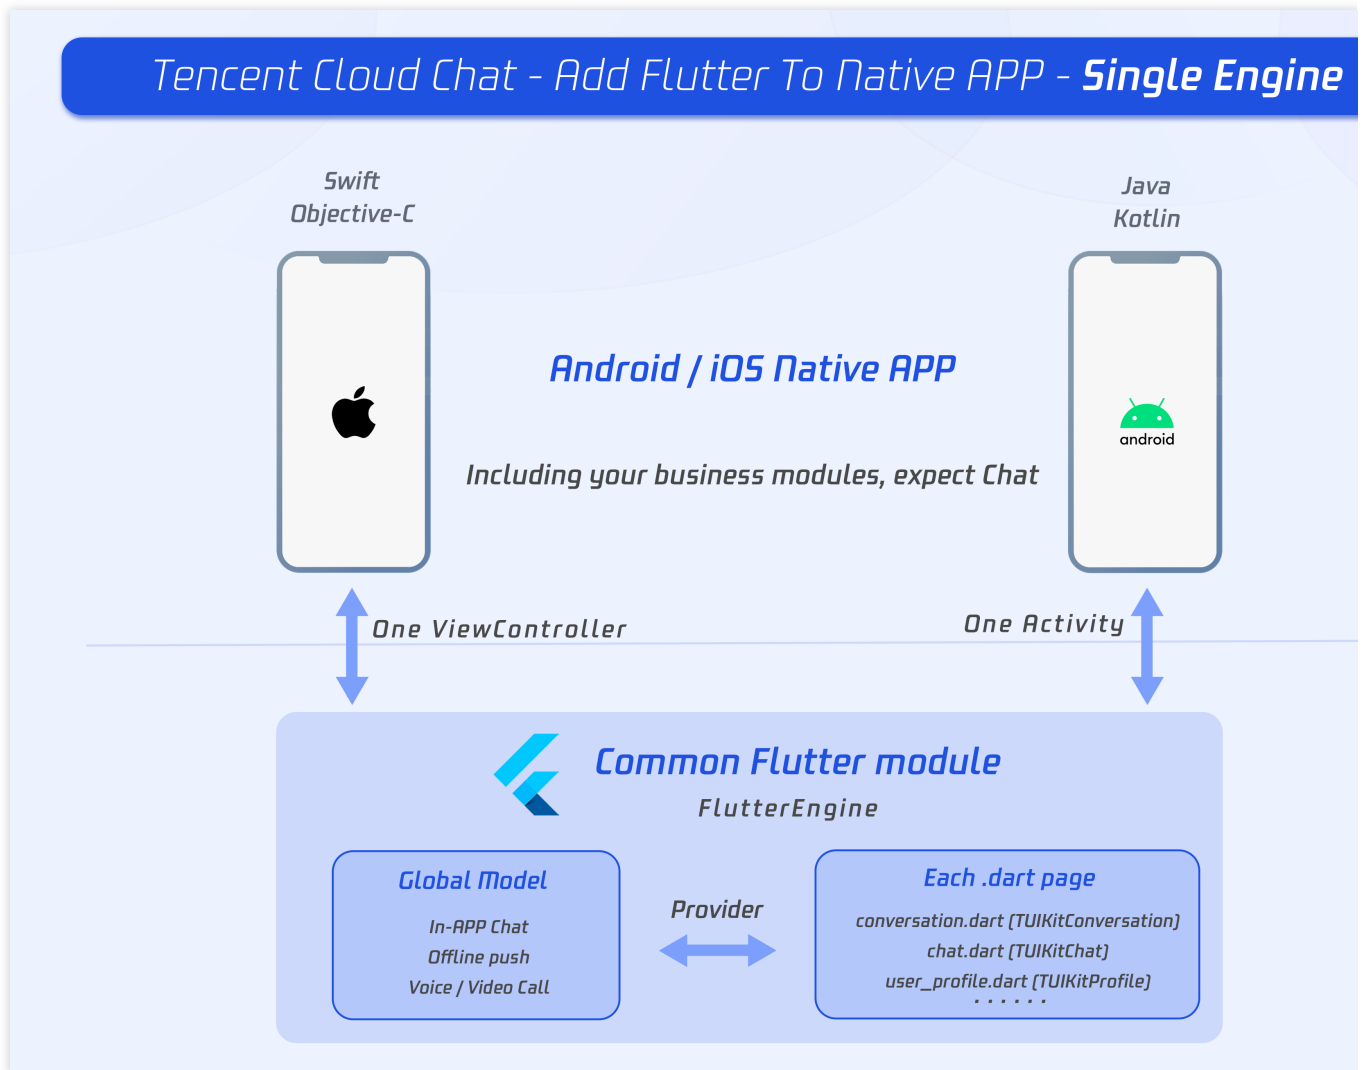 Tencent Cloud Chat - Add Flutter To Native APP - Single Engine
Swift
Objective-C
Java
Kotlin
Android / iOS Native APP
android
Including your business modules, expect Chat
One ViewController
One Activity
Common Flutter module
FlutterEngine
Global Model
In-APP Chat
Offline push
Voice / Video Call
Provider
Each .dart page
conversation.dart (TUIKitConversation)
chat.dart (TUIKitChat)
user_profile.dart (TUIKitProfile)
······